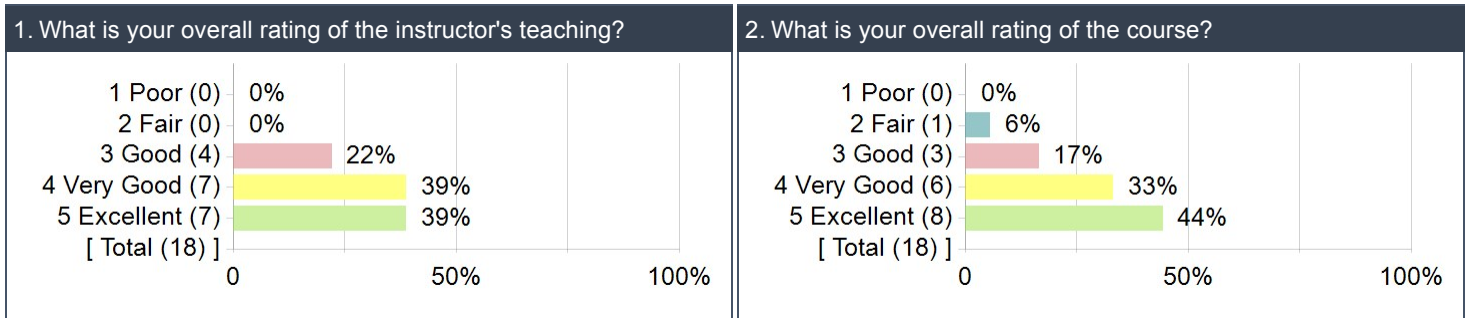 1. What is your overall rating of the instructor's teaching?
1 Poor (0) 0%
2 Fair (0) 0%
3 Good (4) 22%
4 Very Good (7) 39%
5 Excellent (7) 39%
[ Total (18) ]
0 50% 100%
2. What is your overall rating of the course?
1 Poor (0) 0%
2 Fair (1) 6%
3 Good (3) 17%
4 Very Good (6) 33%
5 Excellent (8) 44%
[ Total (18) ]
0 50% 100%